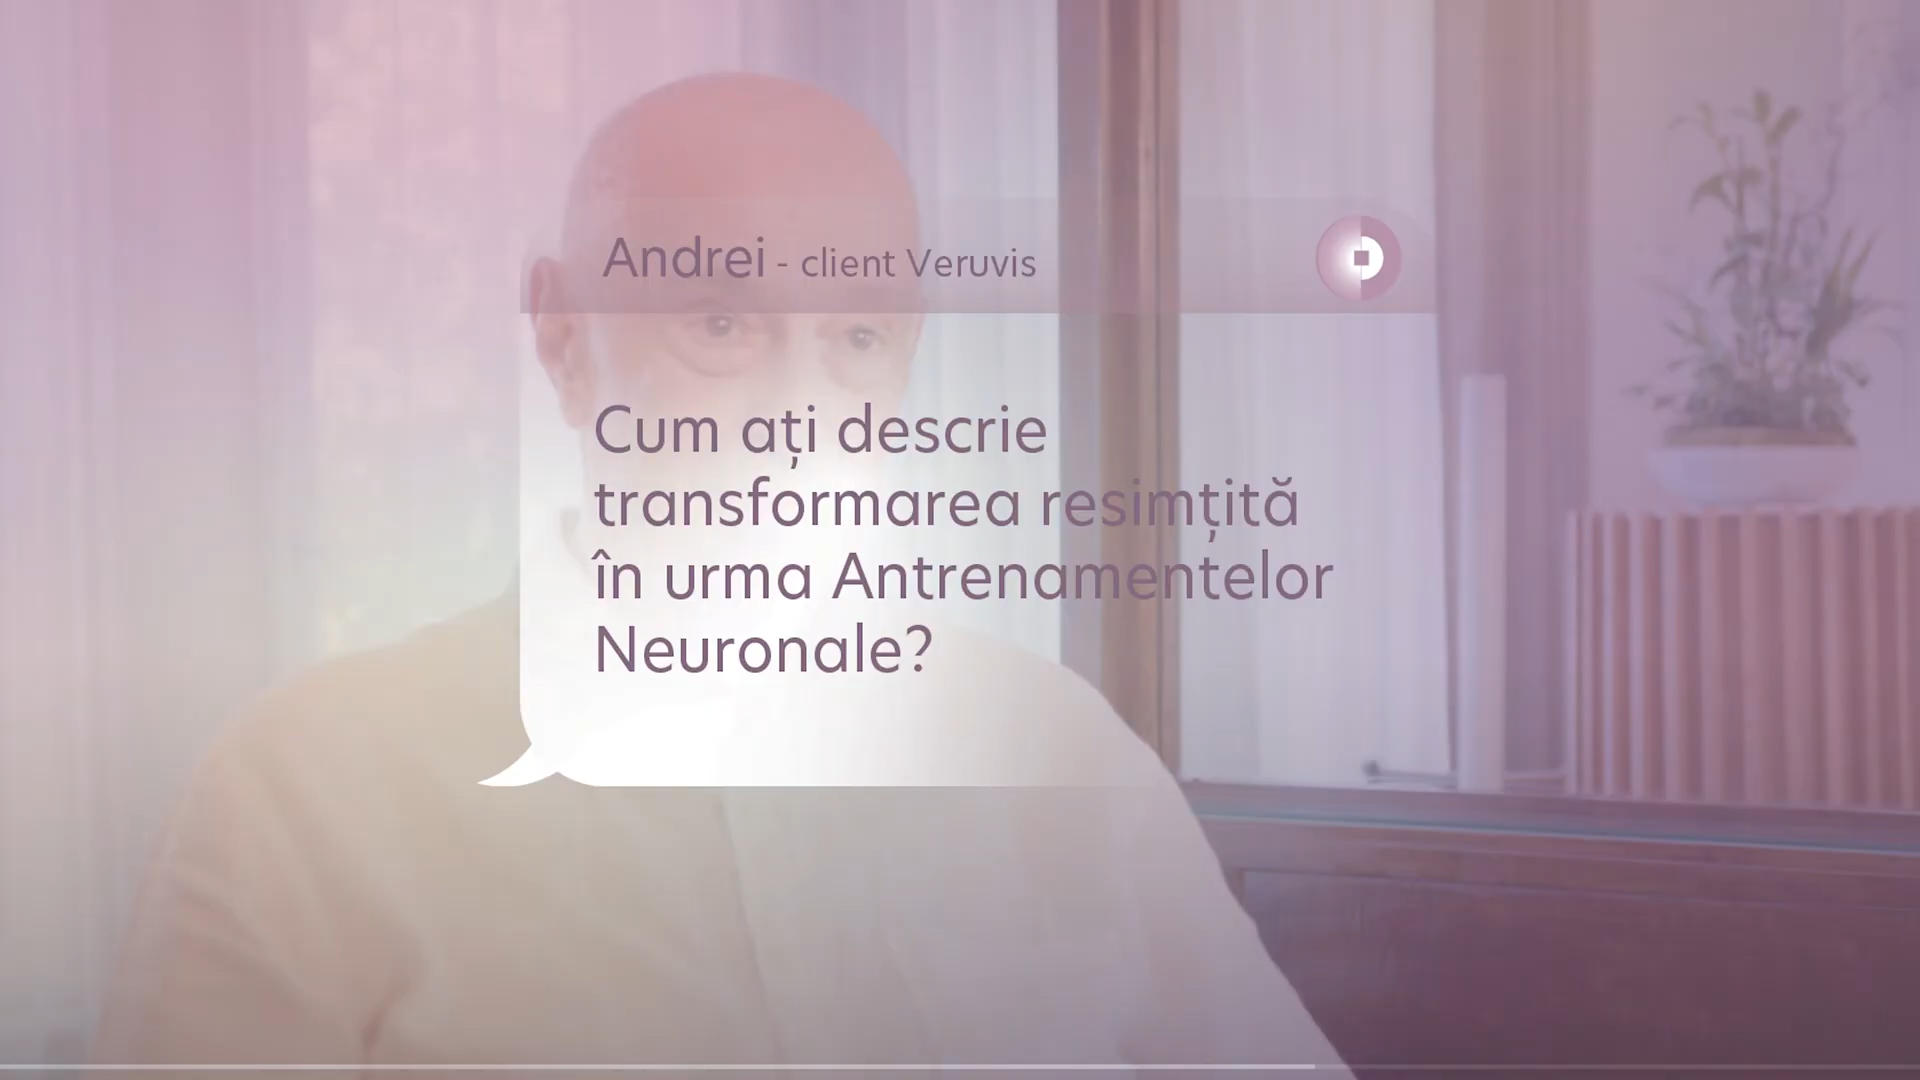 Andrei - client Veruvis
Cum ați descrie
transformarea resimțită
în urma Antrenamentelor
Neuronale?